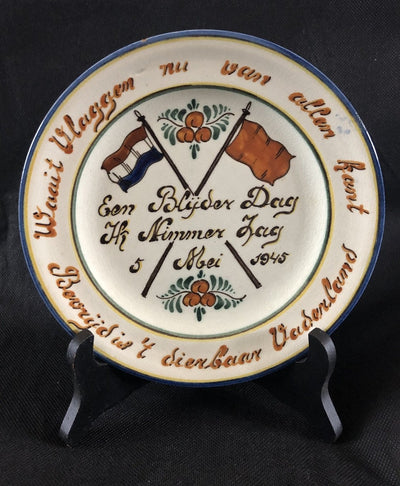 Waait Vlaggen nu van allen kant
Een Blijder Dag
Ik Nimmer Zag
5 Mei 1945
Bevrijd is 't dierbaar Vaderland